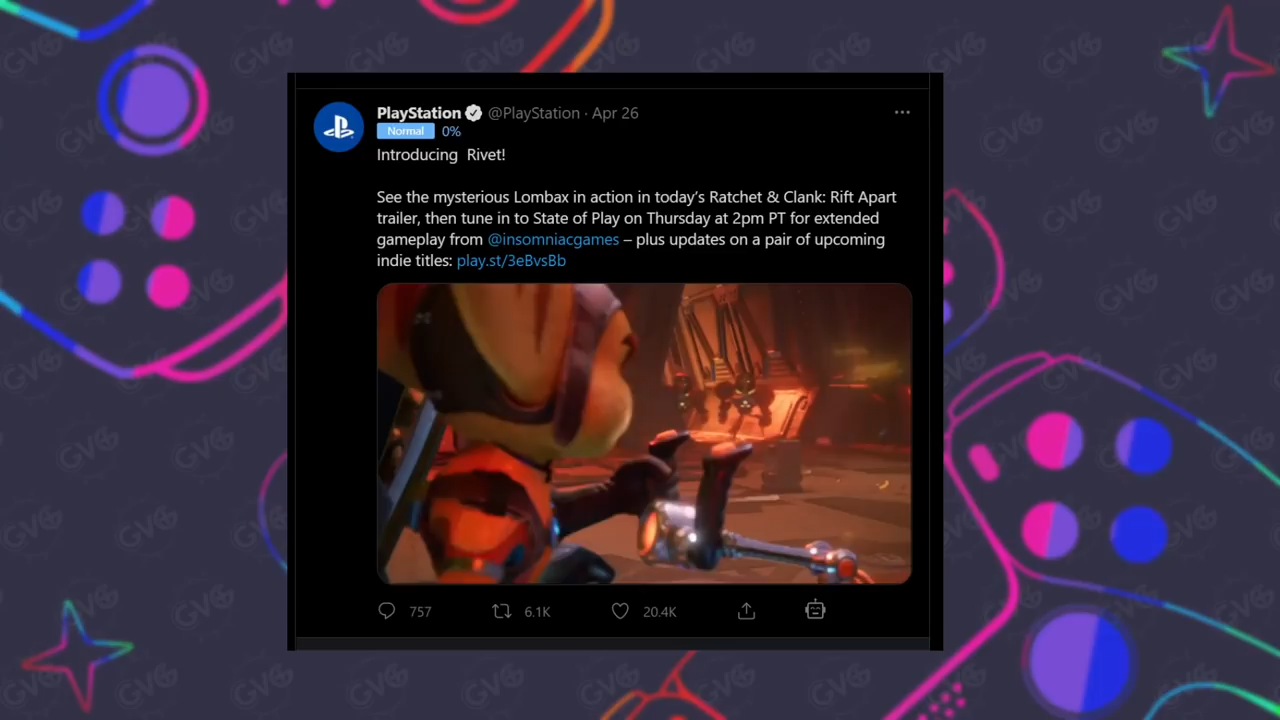 PlayStation @PlayStation · Apr 26
Normal 0%
Introducing Rivet!
See the mysterious Lombax in action in today’s Ratchet & Clank: Rift Apart
trailer, then tune in to State of Play on Thursday at 2pm PT for extended
gameplay from @insomniacgames – plus updates on a pair of upcoming
indie titles: play.st/3eBvsBb
757 6.1K 20.4K